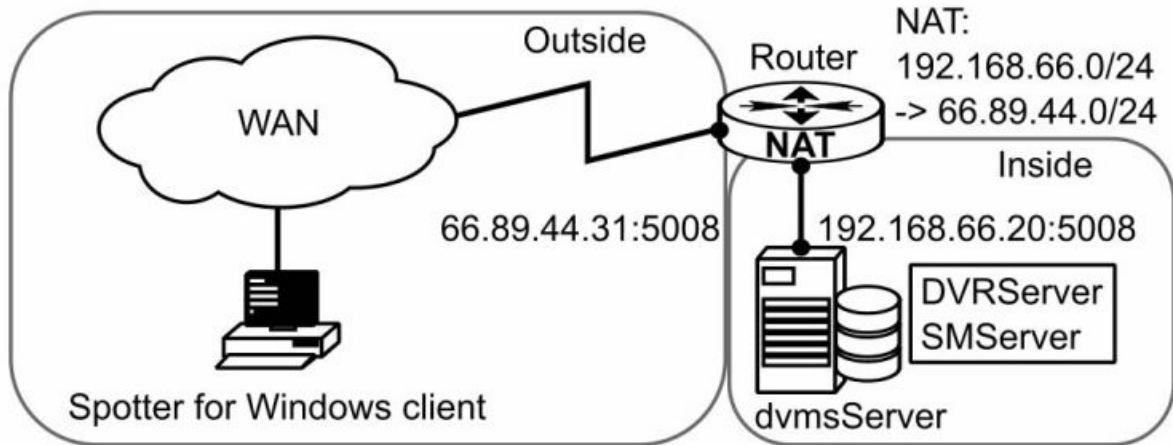 Outside
WAN
Router
NAT:
192.168.66.0/24
-> 66.89.44.0/24
NAT
Inside
66.89.44.31:5008
192.168.66.20:5008
DVRServer
SMServer
Spotter for Windows client
dvmsServer